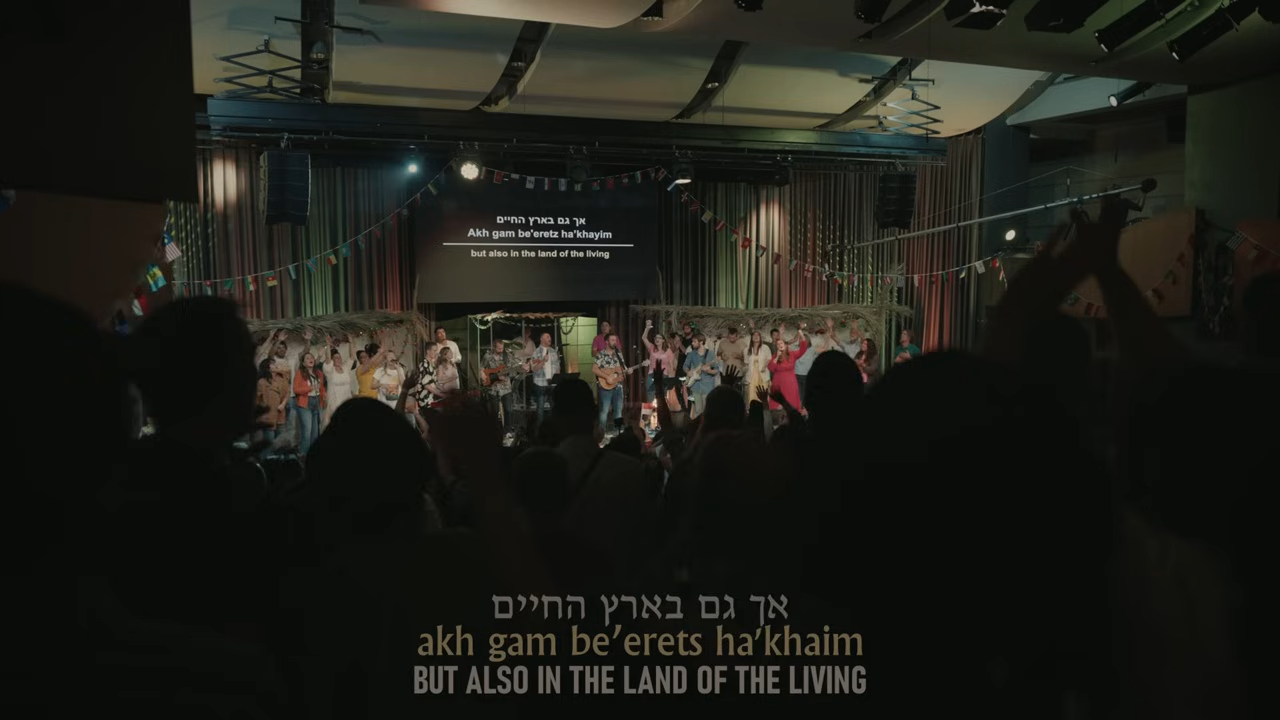 אך גם בארץ החיים
Akh gam be'eretz ha'khayim
but also in the land of the living
אך גם בארץ החיים
akh gam be'erets ha'khaim
BUT ALSO IN THE LAND OF THE LIVING